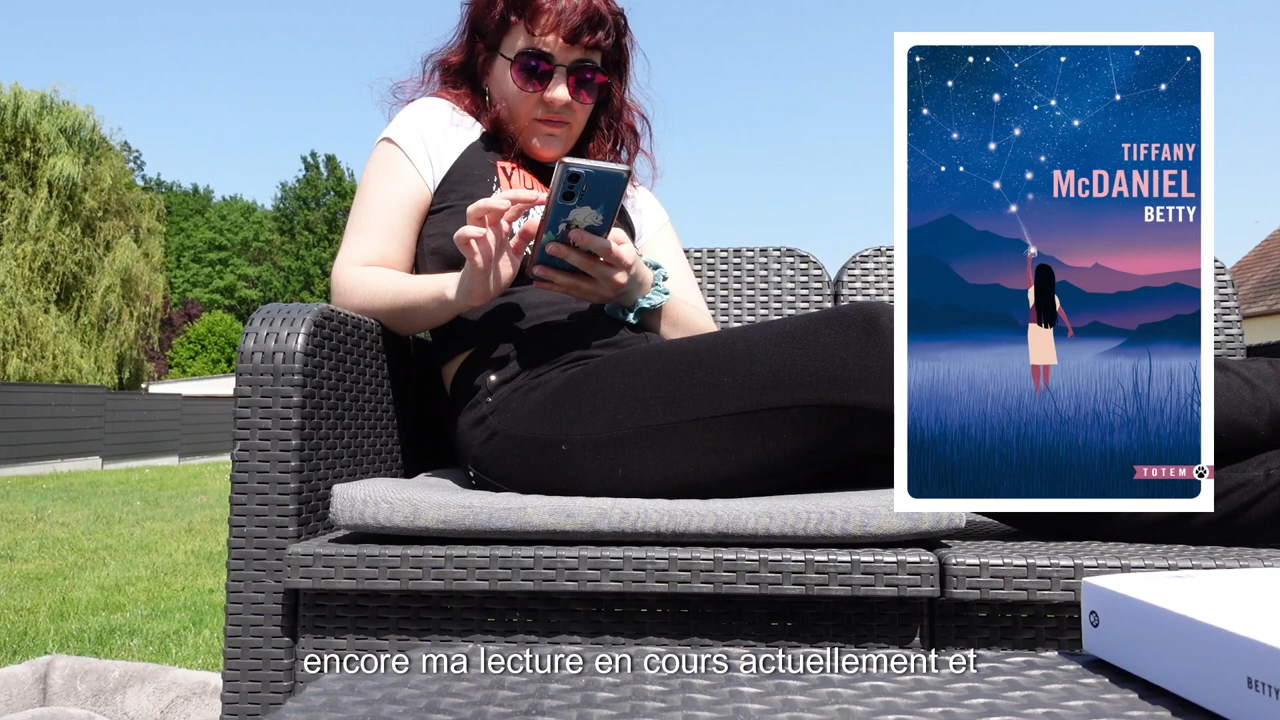 TIFFANY
McDANIEL
BETTY
TOTEM
encore ma lecture en cours actuellement et
BETTY